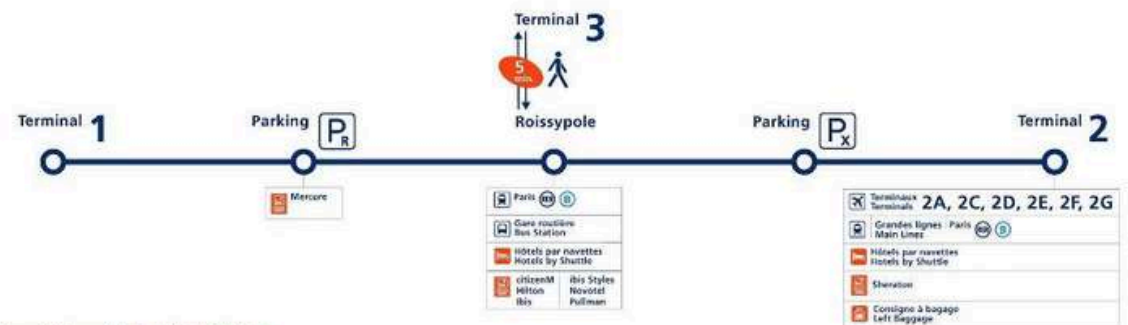 Terminal 3
5 min
Terminal 1
Parking PR
Roissypole
Parking PX
Terminal 2
Mercure
Paris RER B
Gare routière
Bus Station
Hôtels par navettes
Hotels by Shuttle
citizenM
Hilton
Ibis
ibis Styles
Novotel
Pullman
Terminaux
Terminals
2A, 2C, 2D, 2E, 2F, 2G
Grandes lignes Paris RER B
Main Lines
Hôtels par navettes
Hotels by Shuttle
Sheraton
Consigne à bagage
Left Baggage